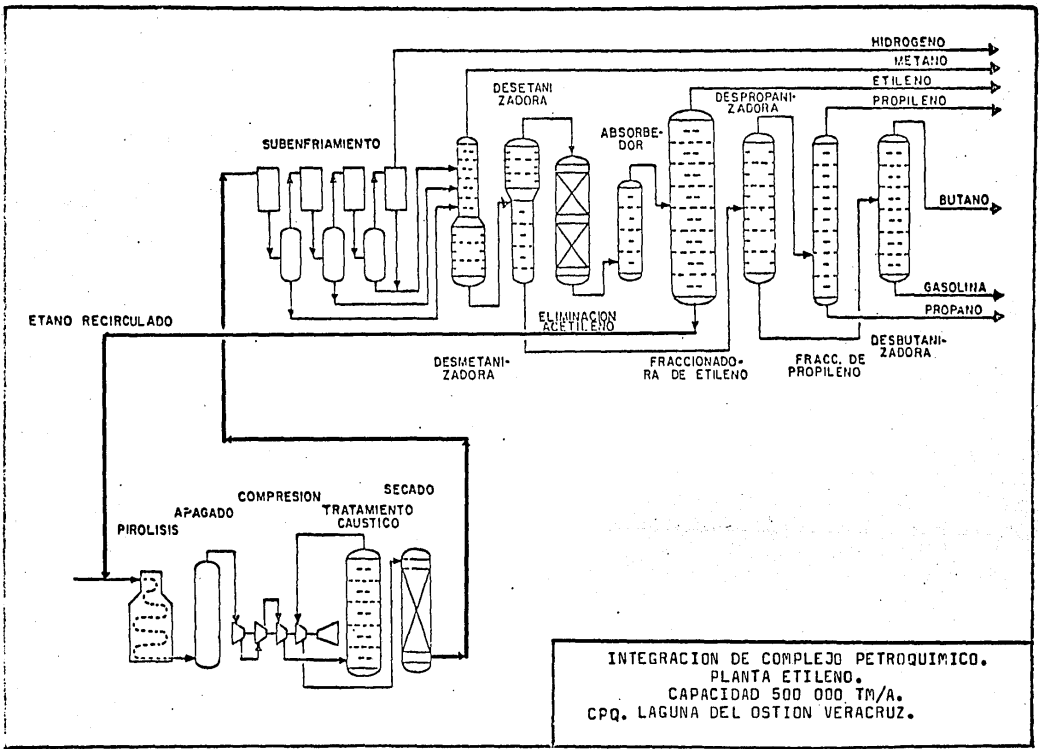 HIDROGENO
METANO
ETILENO
PROPILENO
DESETANI
ZADORA
DESPROPANI-
ZADORA
ABSORBE-
DOR
SUBENFRIAMIENTO
BUTANO
GASOLINA
PROPANO
ETANO RECIRCULADO
ELIMINACION
ACETILENO
DESMETANI-
ZADORA
FRACCIONADO-
RA DE ETILENO
FRACC. DE
PROPILENO
DESBUTANI-
ZADORA
PIROLISIS
APAGADO
COMPRESION
TRATAMIENTO
CAUSTICO
SECADO
INTEGRACION DE COMPLEJO PETROQUIMICO.
PLANTA ETILENO.
CAPACIDAD 500 000 TM/A.
CPQ. LAGUNA DEL OSTION VERACRUZ.